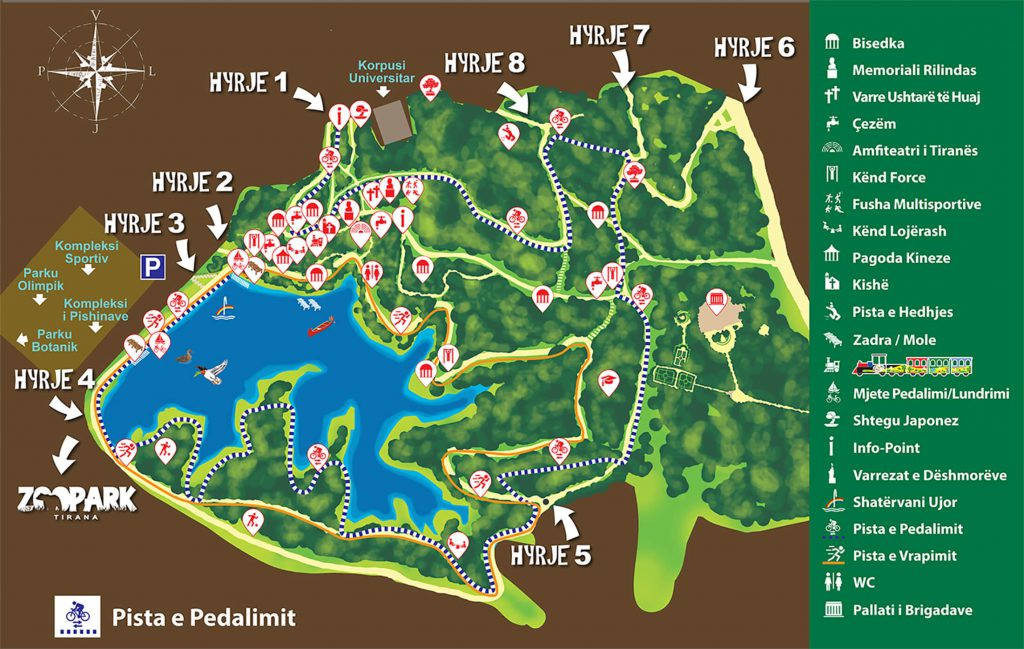 V
P
L
J
HYRJE 1
Korpusi
Universitar
HYRJE 8
HYRJE 7
HYRJE 6
HYRJE 2
HYRJE 3
Kompleksi
Sportiv
Parku
Olimpik
Kompleksi
i Pishinave
Parku
Botanik
P
HYRJE 4
ZOOPARK
TIRANA
HYRJE 5
Pista e Pedalimit
Bisedka
Memoriali Rilindas
Varre Ushtarë të Huaj
Çezëm
Amfiteatri i Tiranës
Kënd Force
Fusha Multisportive
Kënd Lojërash
Pagoda Kineze
Kishë
Pista e Hedhjes
Zadra / Mole
Mjete Pedalimi/Lundrimi
Shtegu Japonez
Info-Point
Varrezat e Dëshmorëve
Shatërvani Ujor
Pista e Pedalimit
Pista e Vrapimit
WC
Pallati i Brigadave